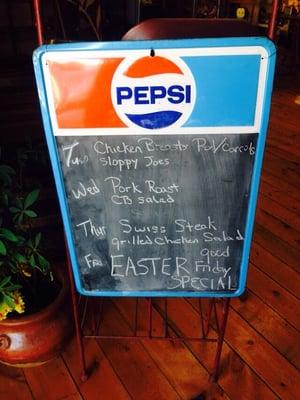 PEPSI
Tues Chicken Breasts Pot/Carrots
Sloppy Joes
Wed Pork Roast
CB salad
Thur Swiss Steak
grilled Chicken Salad
Fri EASTER good Friday
SPECIAL